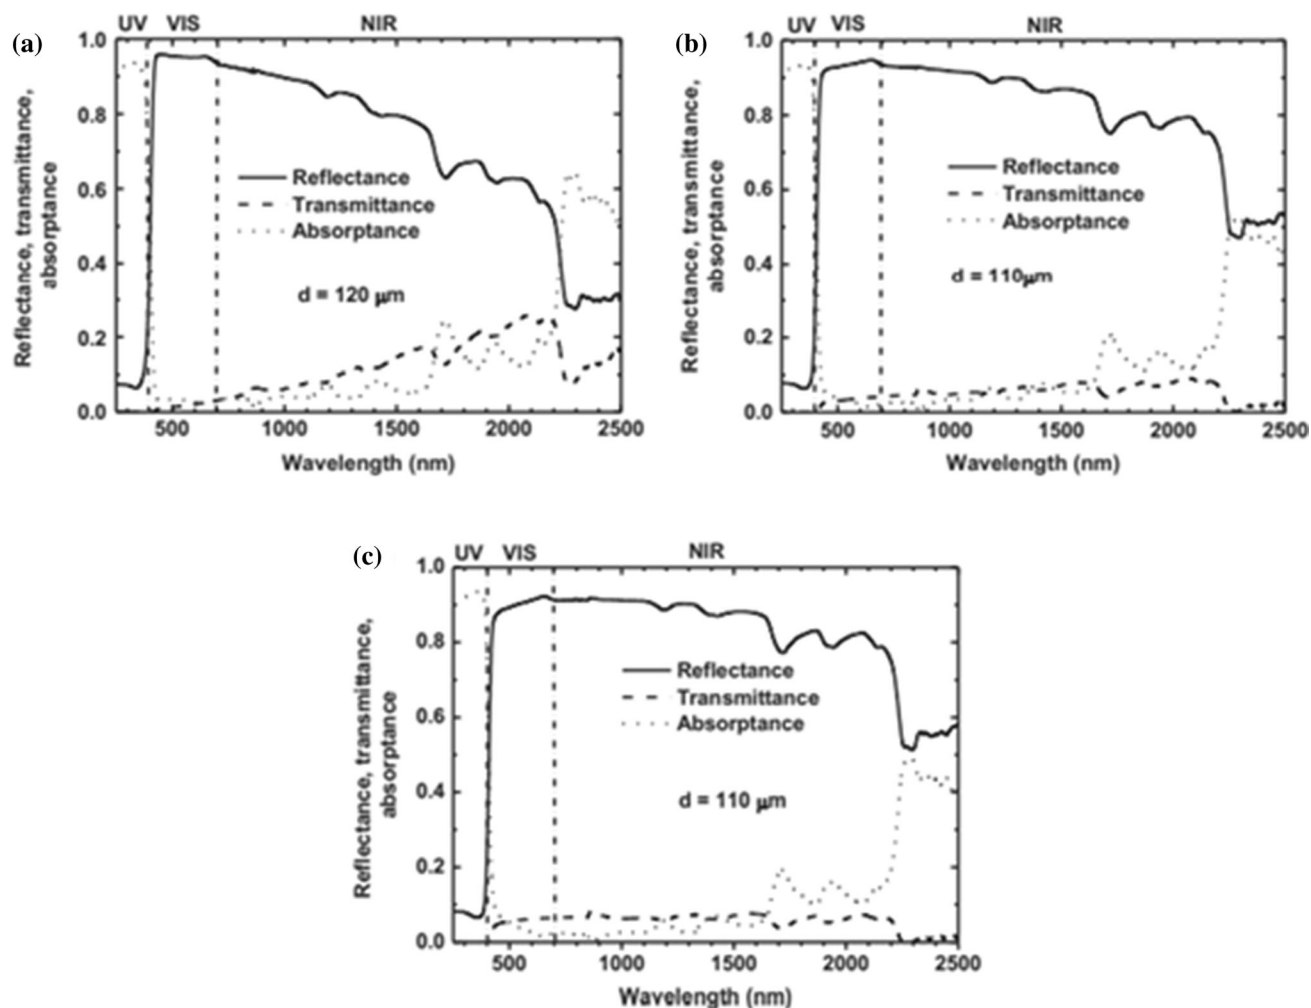 (a)
UV VIS NIR
1.0
0.8
0.6
0.4
0.2
0.0
Reflectance, transmittance,
absorptance
Reflectance
Transmittance
Absorptance
d = 120 μm
500 1000 1500 2000 2500
Wavelength (nm)
(b)
UV VIS NIR
1.0
0.8
0.6
0.4
0.2
0.0
Reflectance, transmittance,
absorptance
Reflectance
Transmittance
Absorptance
d = 110μm
500 1000 1500 2000 2500
Wavelength (nm)
(c)
UV VIS NIR
1.0
0.8
0.6
0.4
0.2
0.0
Reflectance, transmittance,
absorptance
Reflectance
Transmittance
Absorptance
d = 110 μm
500 1000 1500 2000 2500
Wavelength (nm)